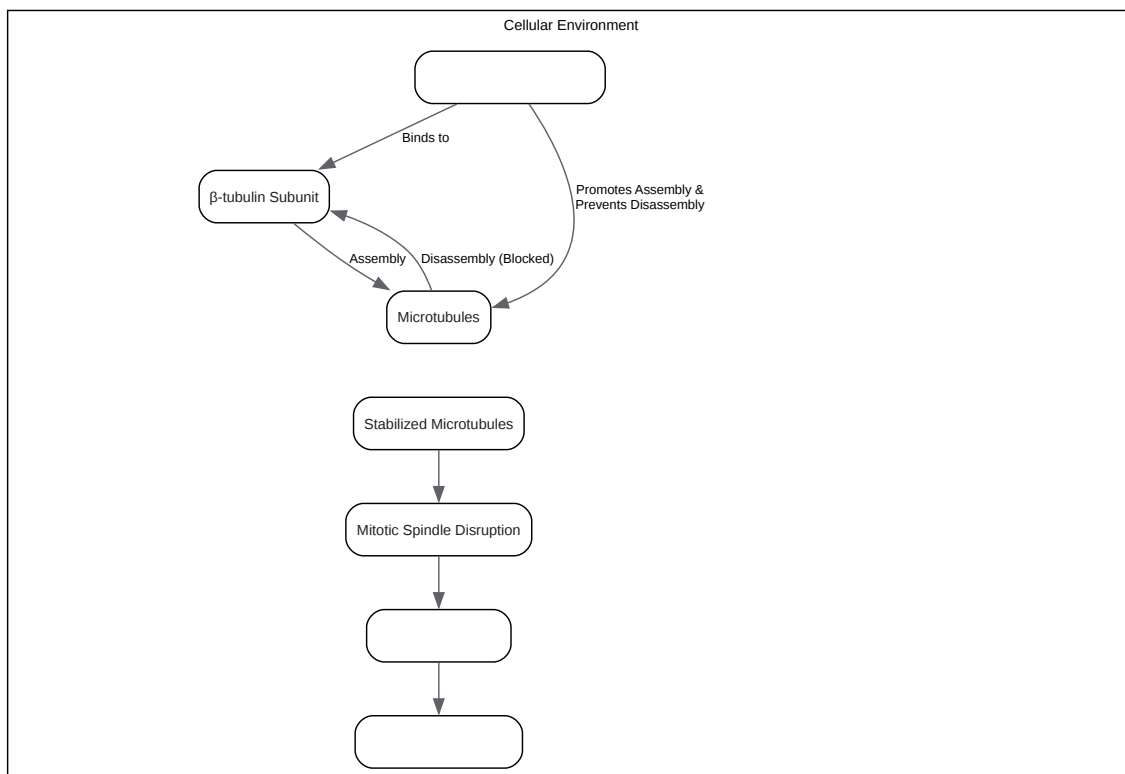 Cellular Environment
Binds to
β-tubulin Subunit
Promotes Assembly &
Prevents Disassembly
Assembly
Disassembly (Blocked)
Microtubules
Stabilized Microtubules
Mitotic Spindle Disruption